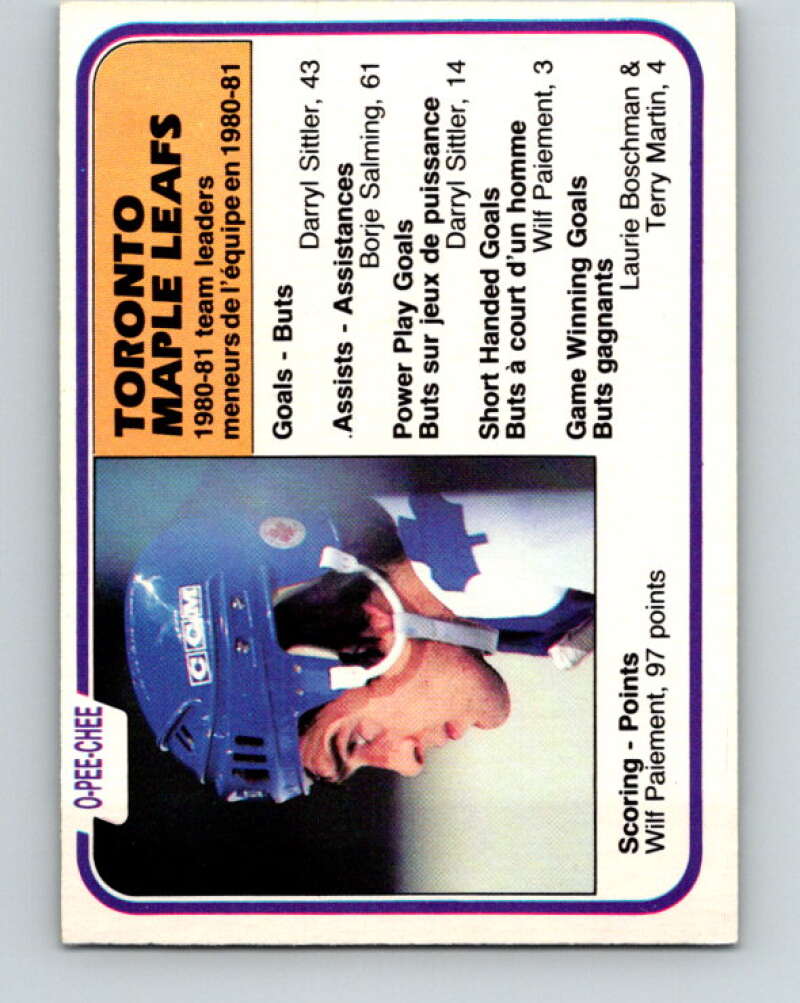 O-PEE-CHEE
CCM
Scoring - Points
Wilf Paiement, 97 points
TORONTO
MAPLE LEAFS
1980-81 team leaders
meneurs de l'équipe en 1980-81
Goals - Buts
Darryl Sittler, 43
.Assists - Assistances
Borje Salming, 61
Power Play Goals
Buts sur jeux de puissance
Darryl Sittler, 14
Short Handed Goals
Buts à court d'un homme
Wilf Paiement, 3
Game Winning Goals
Buts gagnants
Laurie Boschman &
Terry Martin, 4